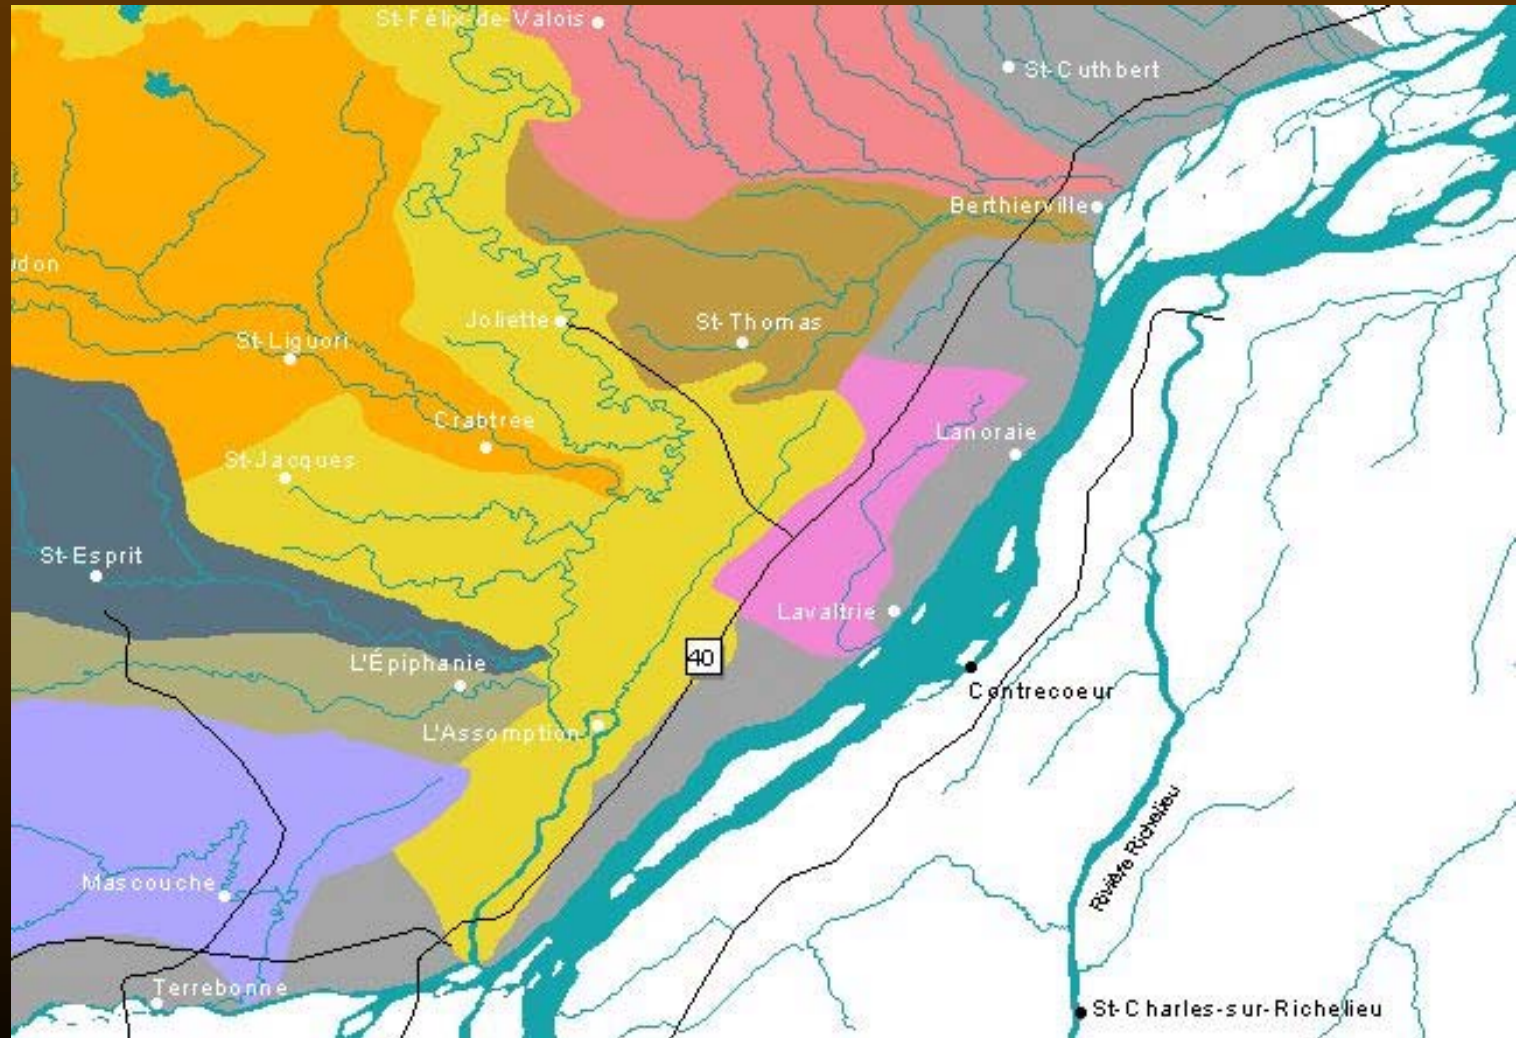 St-Félix-de-Valois
St-Cuthbert
Berthierville
udon
Joliette
St-Thomas
St-Liguori
Crabtree
Lanoraie
St-Jacques
St-Esprit
Lavaltrie
40
L'Épiphanie
Contrecoeur
L'Assomption
Rivière Richelieu
Mascouche
Terrebonne
St-Charles-sur-Richelieu